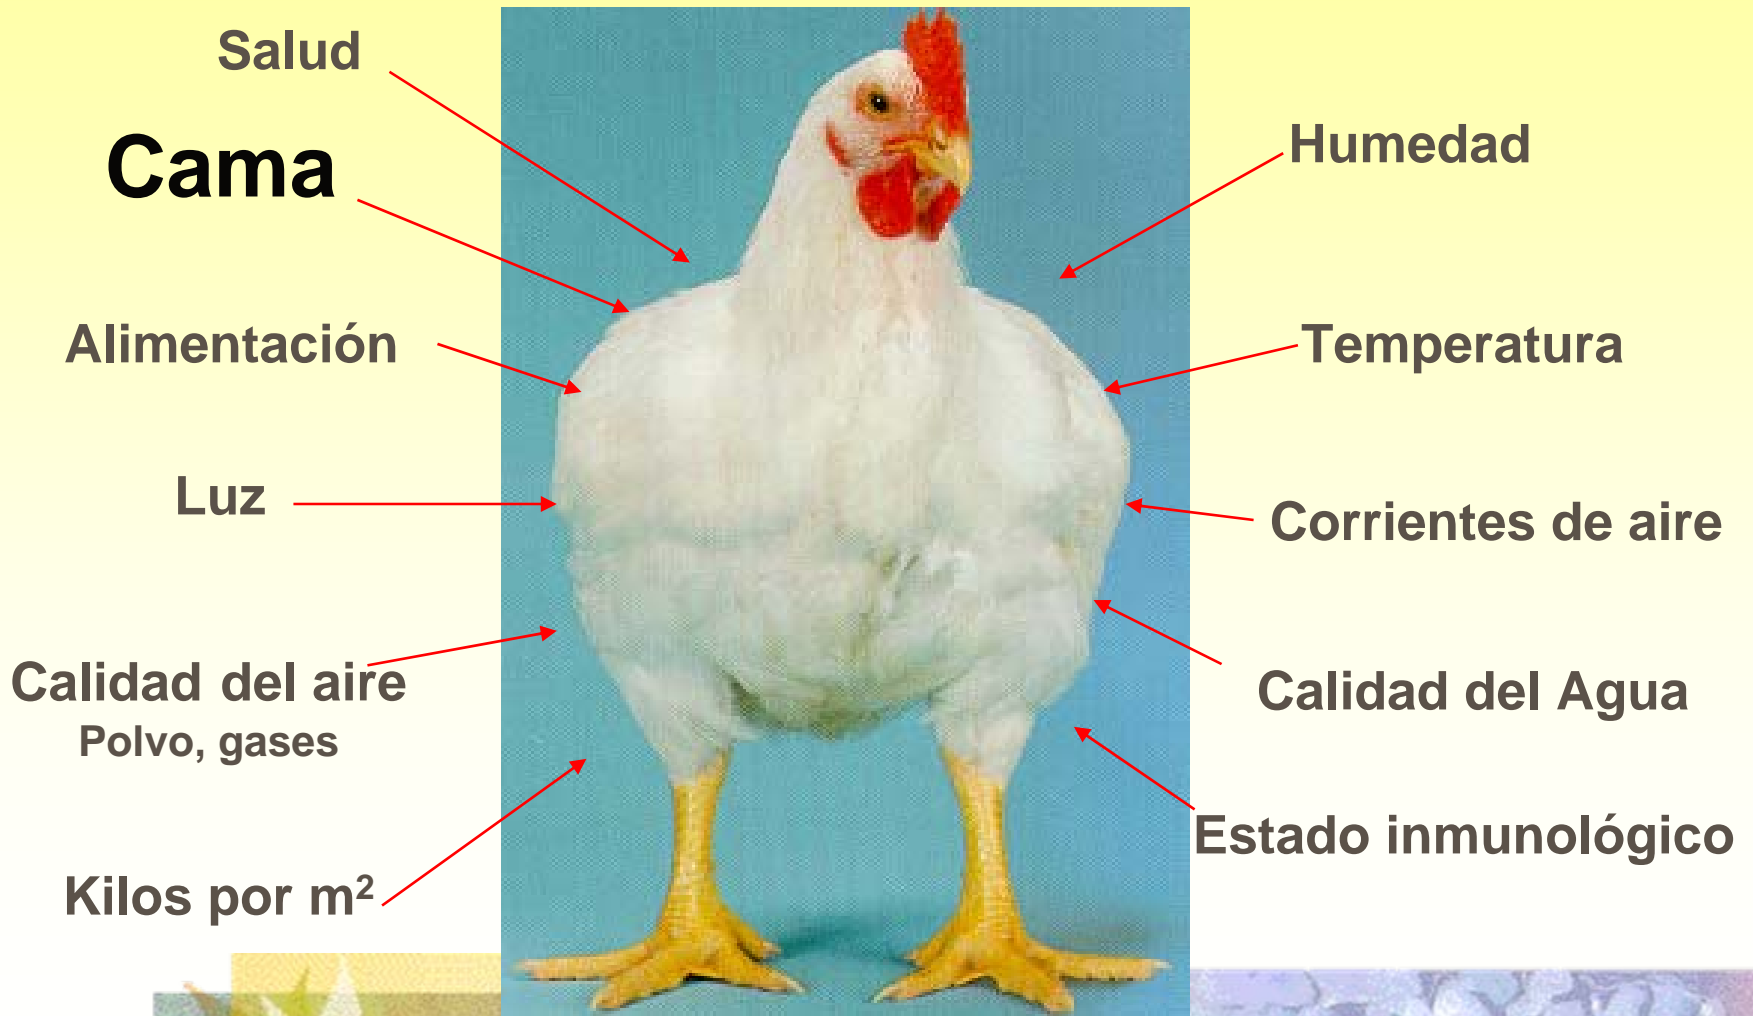 Salud
Cama
Alimentación
Luz
Calidad del aire
Polvo, gases
Kilos por m²
Humedad
Temperatura
Corrientes de aire
Calidad del Agua
Estado inmunológico